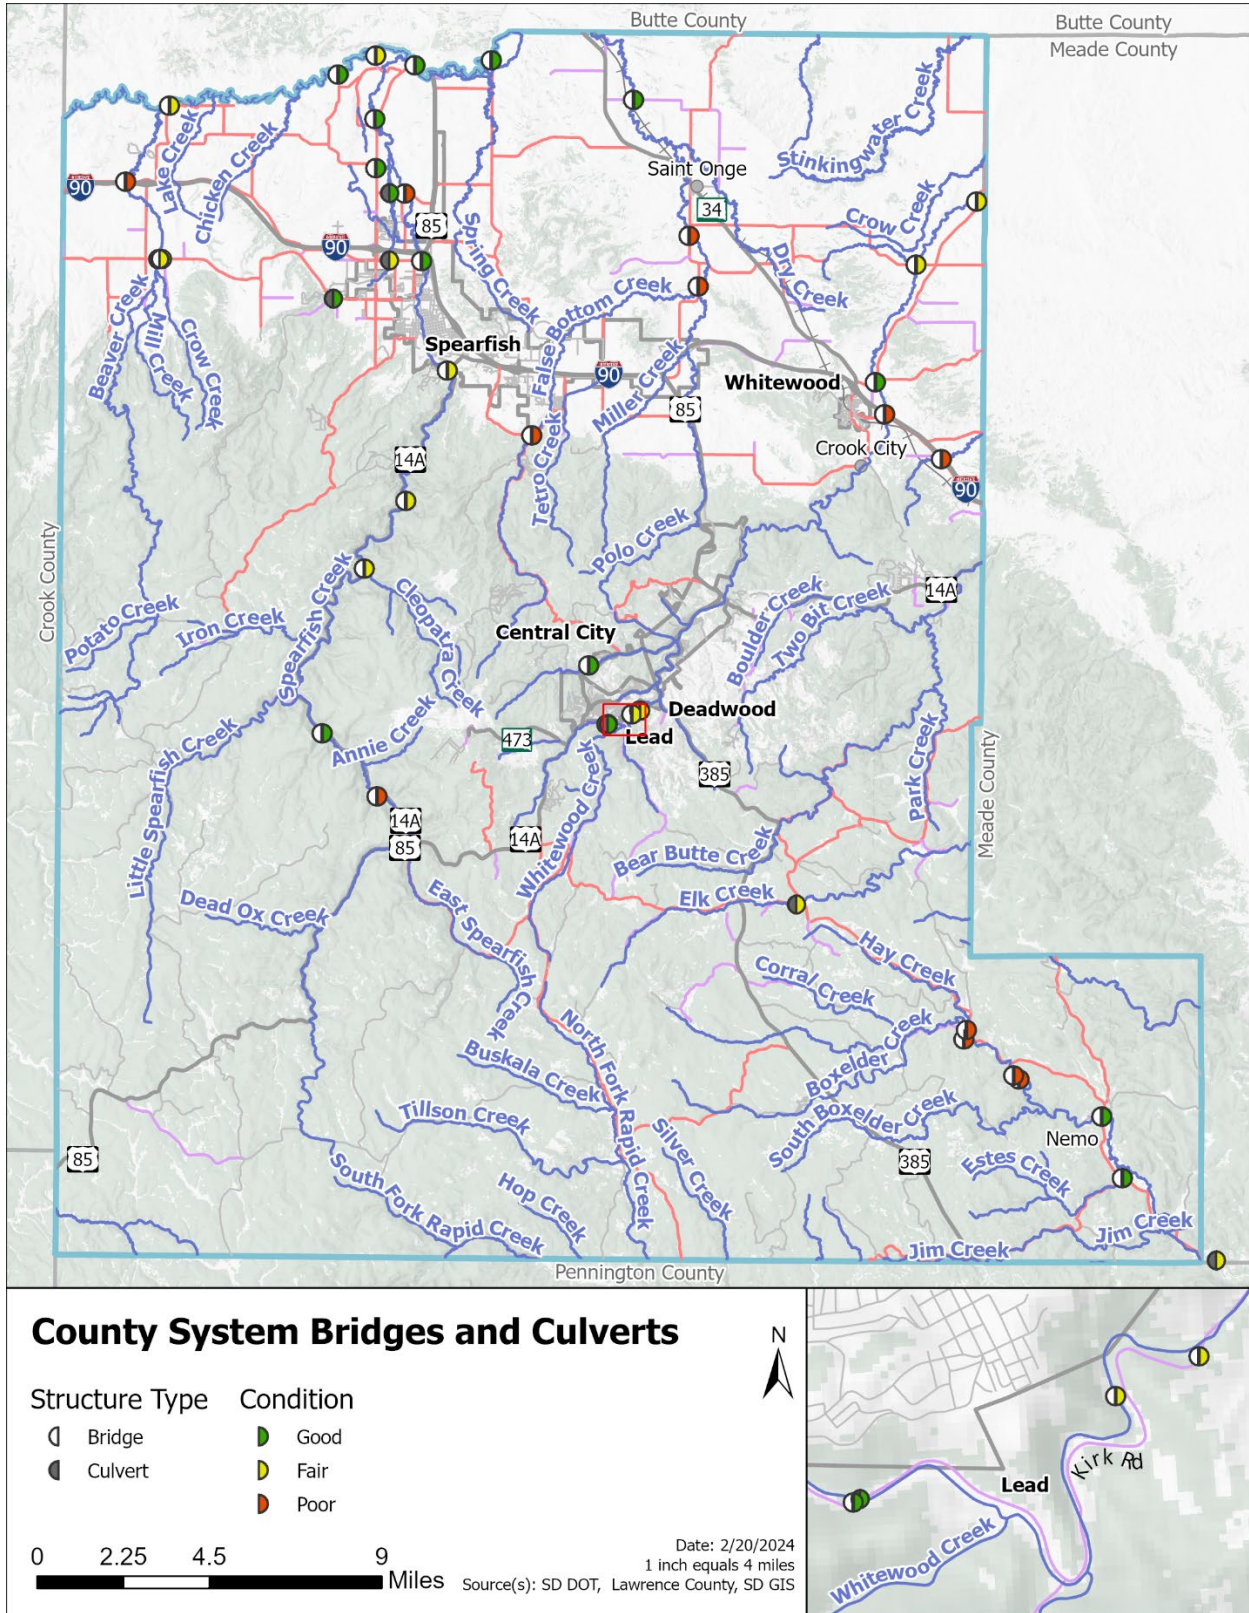 Butte County
Butte County
Meade County
Stinkingwater Creek
Lake Creek
Chicken Creek
Saint Onge
90
34
85
Crow Creek
90
Spring Creek
Dry Creek
False Bottom Creek
Beaver Creek
Mill Creek
Crow Creek
Spearfish
90
Miller Creek
Whitewood
85
14A
Tetro Creek
Crook City
90
Polo Creek
Crook County
Potato Creek
Iron Creek
Spearfish Creek
Cleopatra Creek
Boulder Creek
Two Bit Creek
14A
Central City
Deadwood
Lead
Annie Creek
473
385
Park Creek
Meade County
Little Spearfish Creek
14A
85
14A
Whitewood Creek
Bear Butte Creek
Elk Creek
Dead Ox Creek
East Spearfish Creek
Hay Creek
Corral Creek
Buskala Creek
North Fork Rapid Creek
Boxelder Creek
South Boxelder Creek
Tillson Creek
Silver Creek
Nemo
85
385
Estes Creek
South Fork Rapid Creek
Hop Creek
Jim Creek
Jim Creek
Pennington County
County System Bridges and Culverts
N
Structure Type
Bridge
Culvert
Condition
Good
Fair
Poor
0 2.25 4.5 9
Miles
Date: 2/20/2024
1 inch equals 4 miles
Source(s): SD DOT, Lawrence County, SD GIS
Kirk Rd
Lead
Whitewood Creek